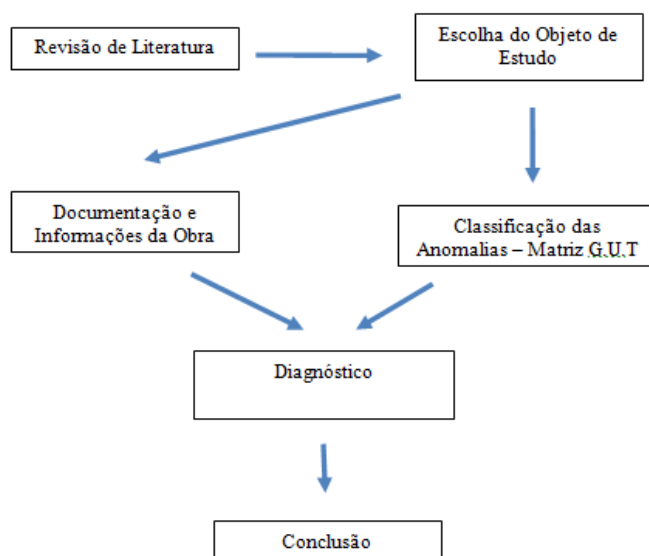 Revisão de Literatura
Escolha do Objeto de
Estudo
Documentação e
Informações da Obra
Classificação das
Anomalias – Matriz G.U.T
Diagnóstico
Conclusão